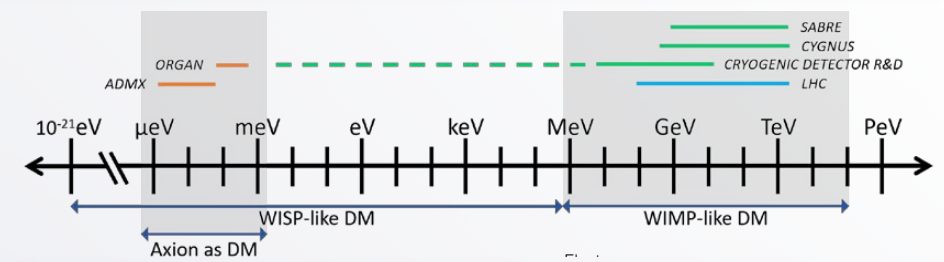 SABRE
CYGNUS
ORGAN
CRYOGENIC DETECTOR R&D
ADMX
LHC
10-21eV μeV meV eV keV MeV GeV TeV PeV
WISP-like DM
WIMP-like DM
Axion as DM